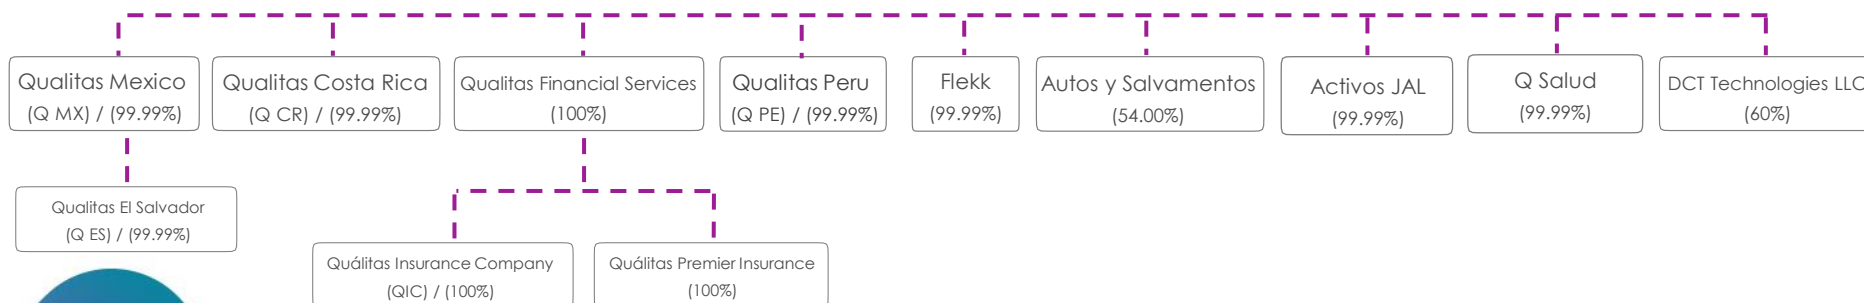 Qualitas Mexico
(Q MX) / (99.99%)
Qualitas Costa Rica
(Q CR) / (99.99%)
Qualitas Financial Services
(100%)
Qualitas Peru
(Q PE) / (99.99%)
Flekk
(99.99%)
Autos y Salvamentos
(54.00%)
Activos JAL
(99.99%)
Q Salud
(99.99%)
DCT Technologies LLC
(60%)
Qualitas El Salvador
(Q ES) / (99.99%)
Quálitas Insurance Company
(QIC) / (100%)
Quálitas Premier Insurance
(100%)